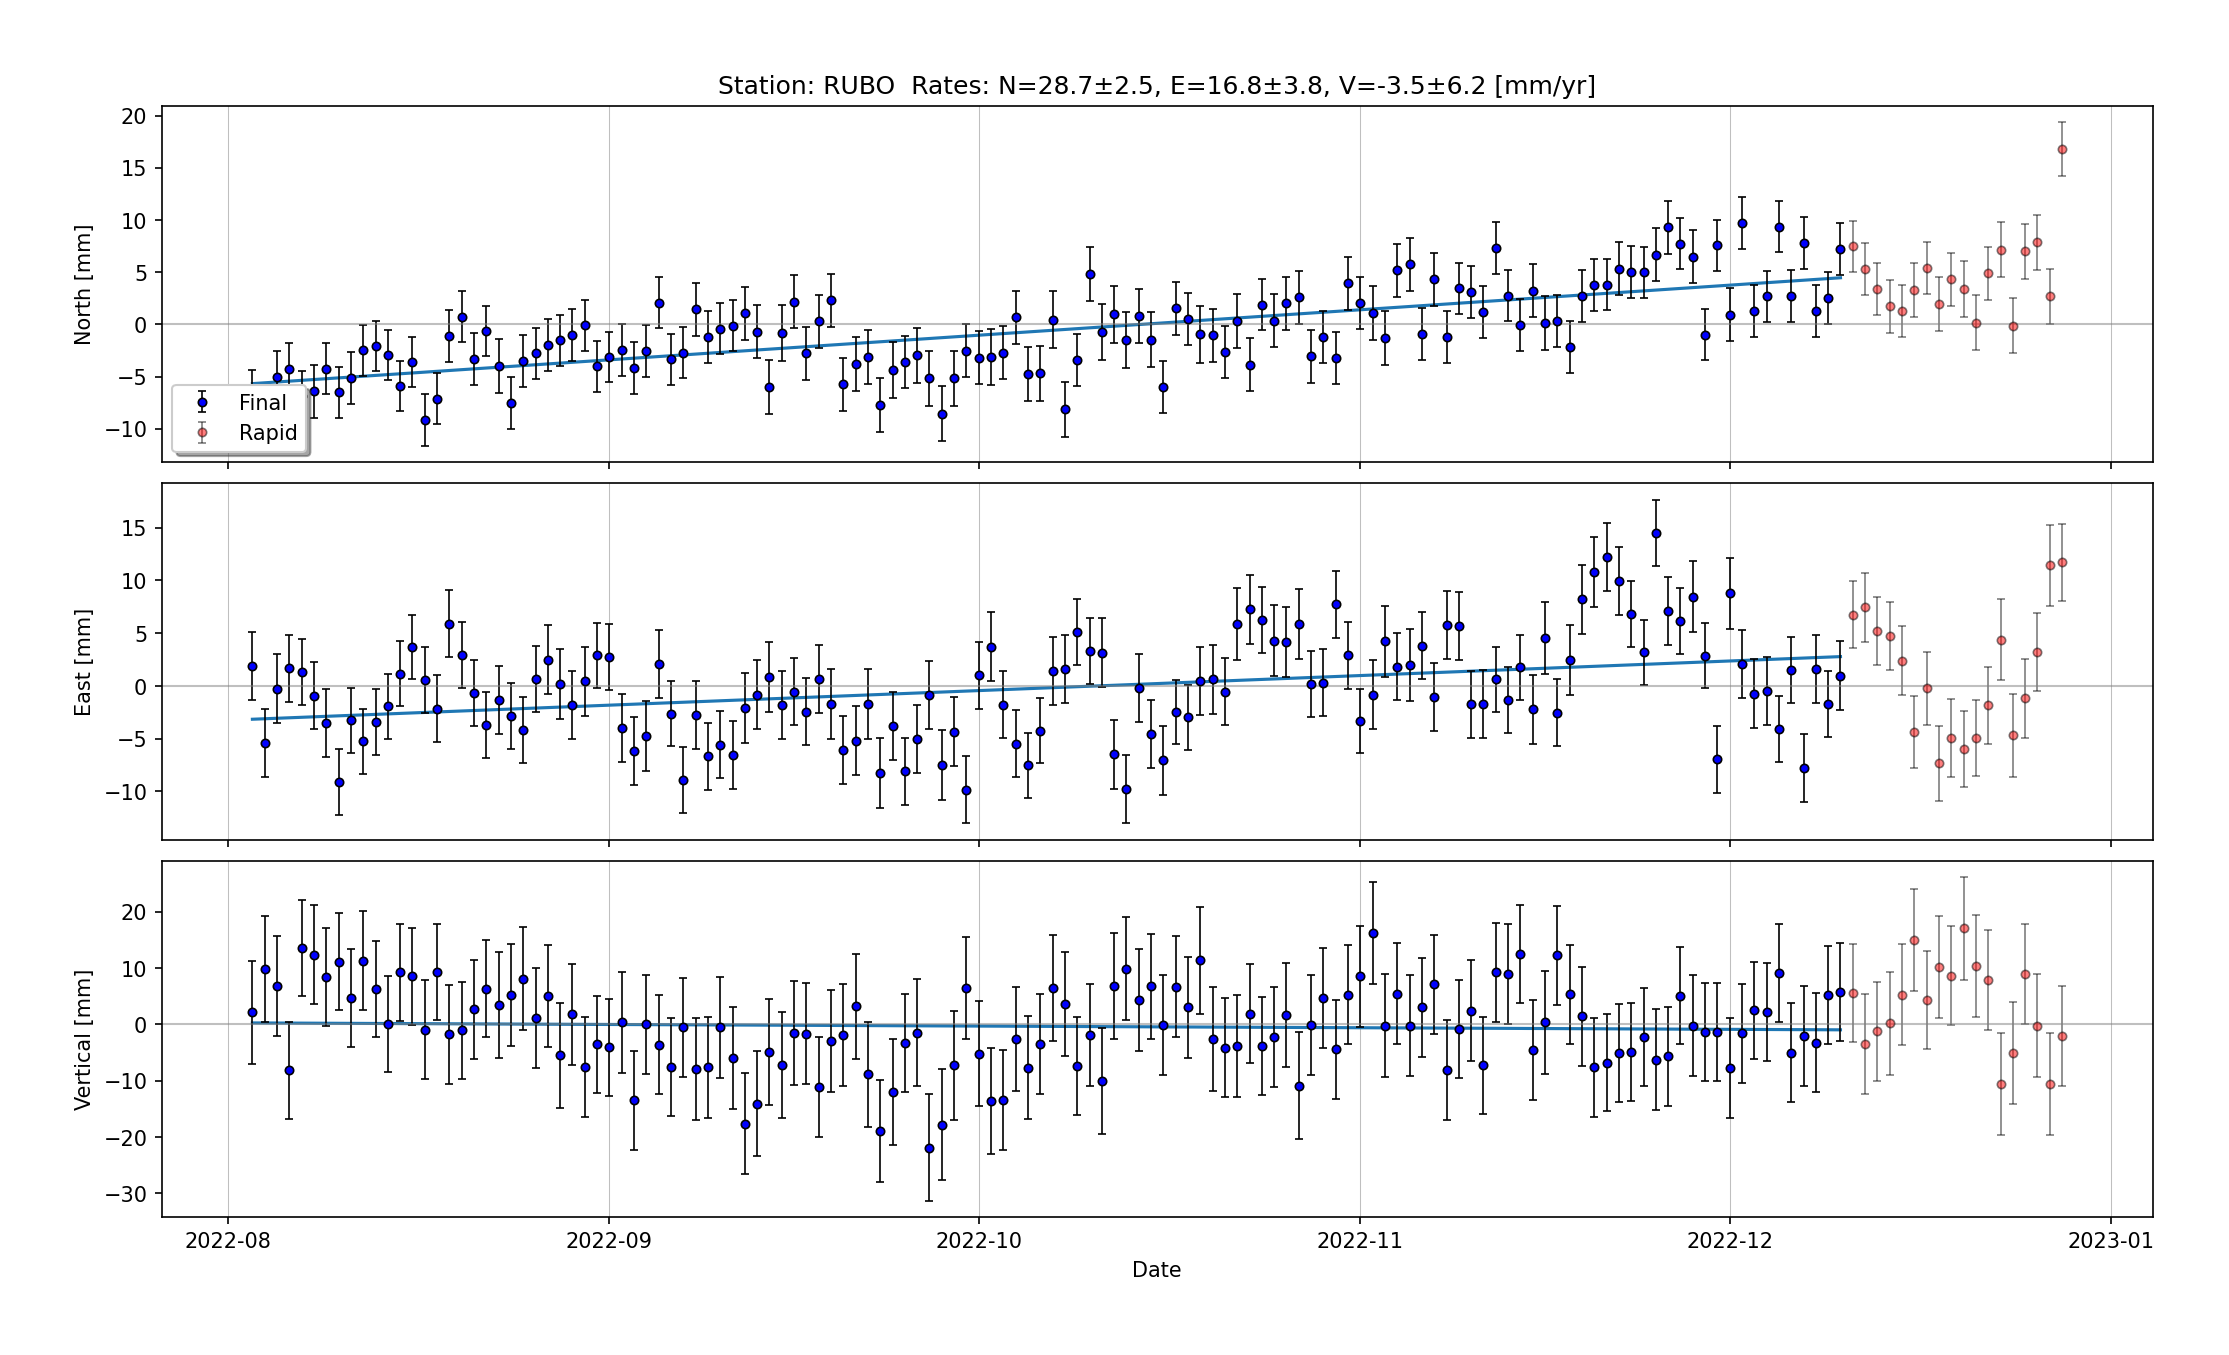 Station: RUBO  Rates: N=28.7±2.5, E=16.8±3.8, V=-3.5±6.2 [mm/yr]
20
15
10
5
0
−5
−10
North [mm]
Final
Rapid
15
10
5
0
−5
−10
East [mm]
20
10
0
−10
−20
−30
Vertical [mm]
2022-08 2022-09 2022-10 2022-11 2022-12 2023-01
Date